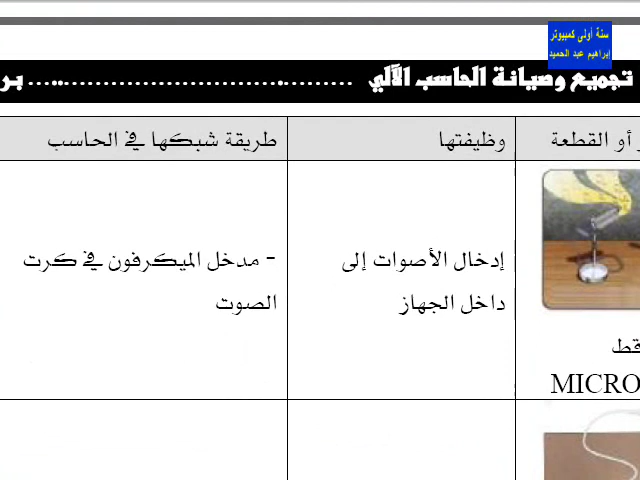 سنة أولى كمبيوتر
إبراهيم عبد الحميد
تجميع وصيانة الحاسب الآلي ...................................... بر
أو القطعة
وظيفتها
طريقة شبكها في الحاسب
إدخال الأصوات إلى
داخل الجهاز
- مدخل الميكرفون في كرت
الصوت
قط
MICRO